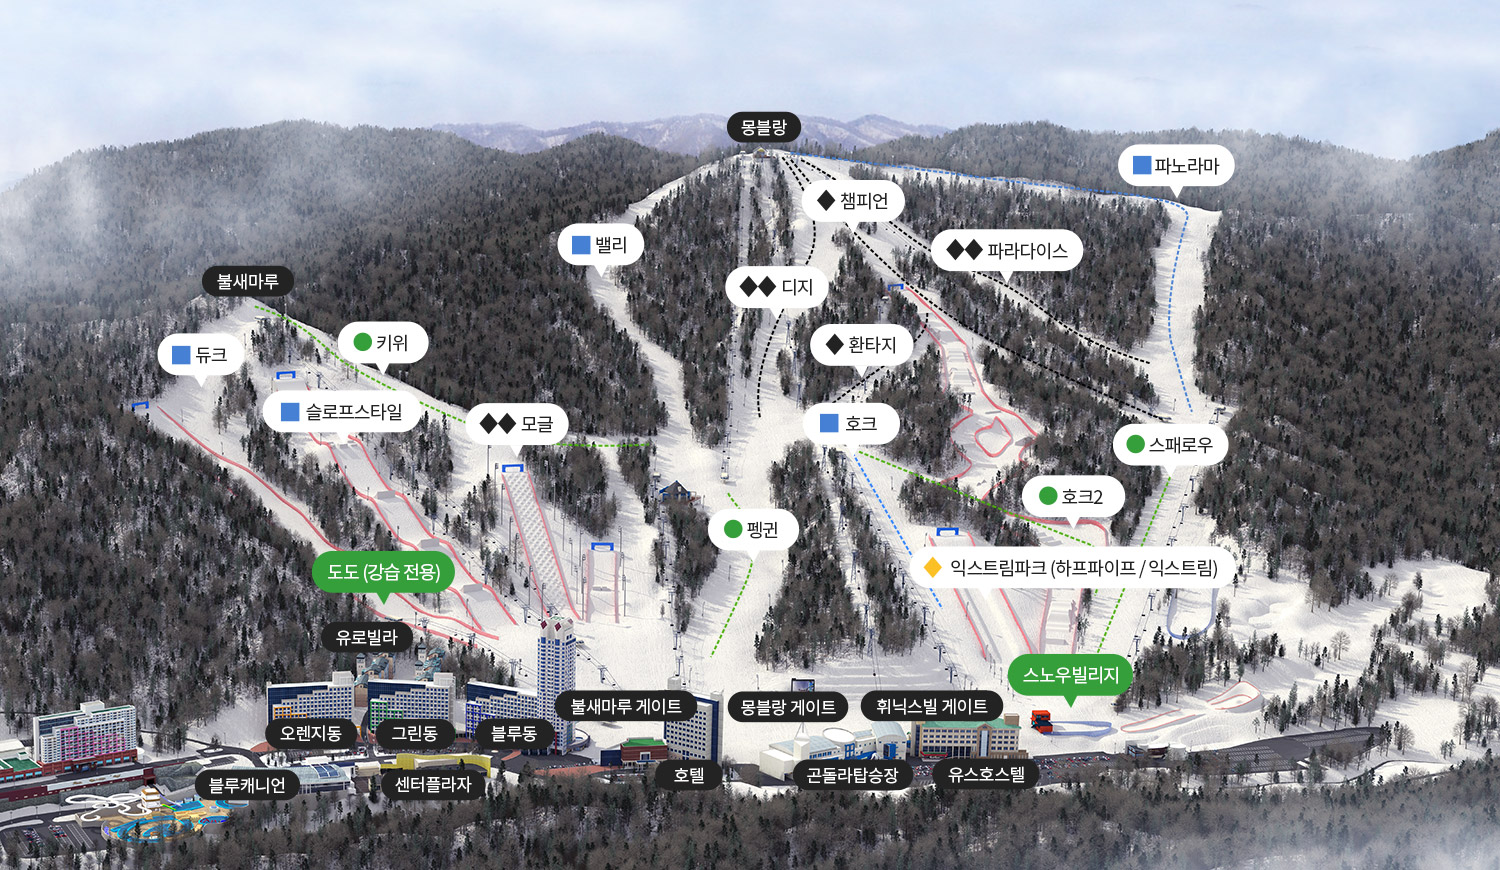 몽블랑
파노라마
챔피언
밸리
파라다이스
불새마루
디지
키위
환타지
듀크
슬로프스타일
모글
호크
스패로우
호크2
펭귄
익스트림파크 (하프파이프 / 익스트림)
도도 (강습 전용)
유로빌라
스노우빌리지
불새마루 게이트
몽블랑 게이트
휘닉스빌 게이트
오렌지동
그린동
블루동
블루캐니언
센터플라자
호텔
곤돌라탑승장
유스호스텔